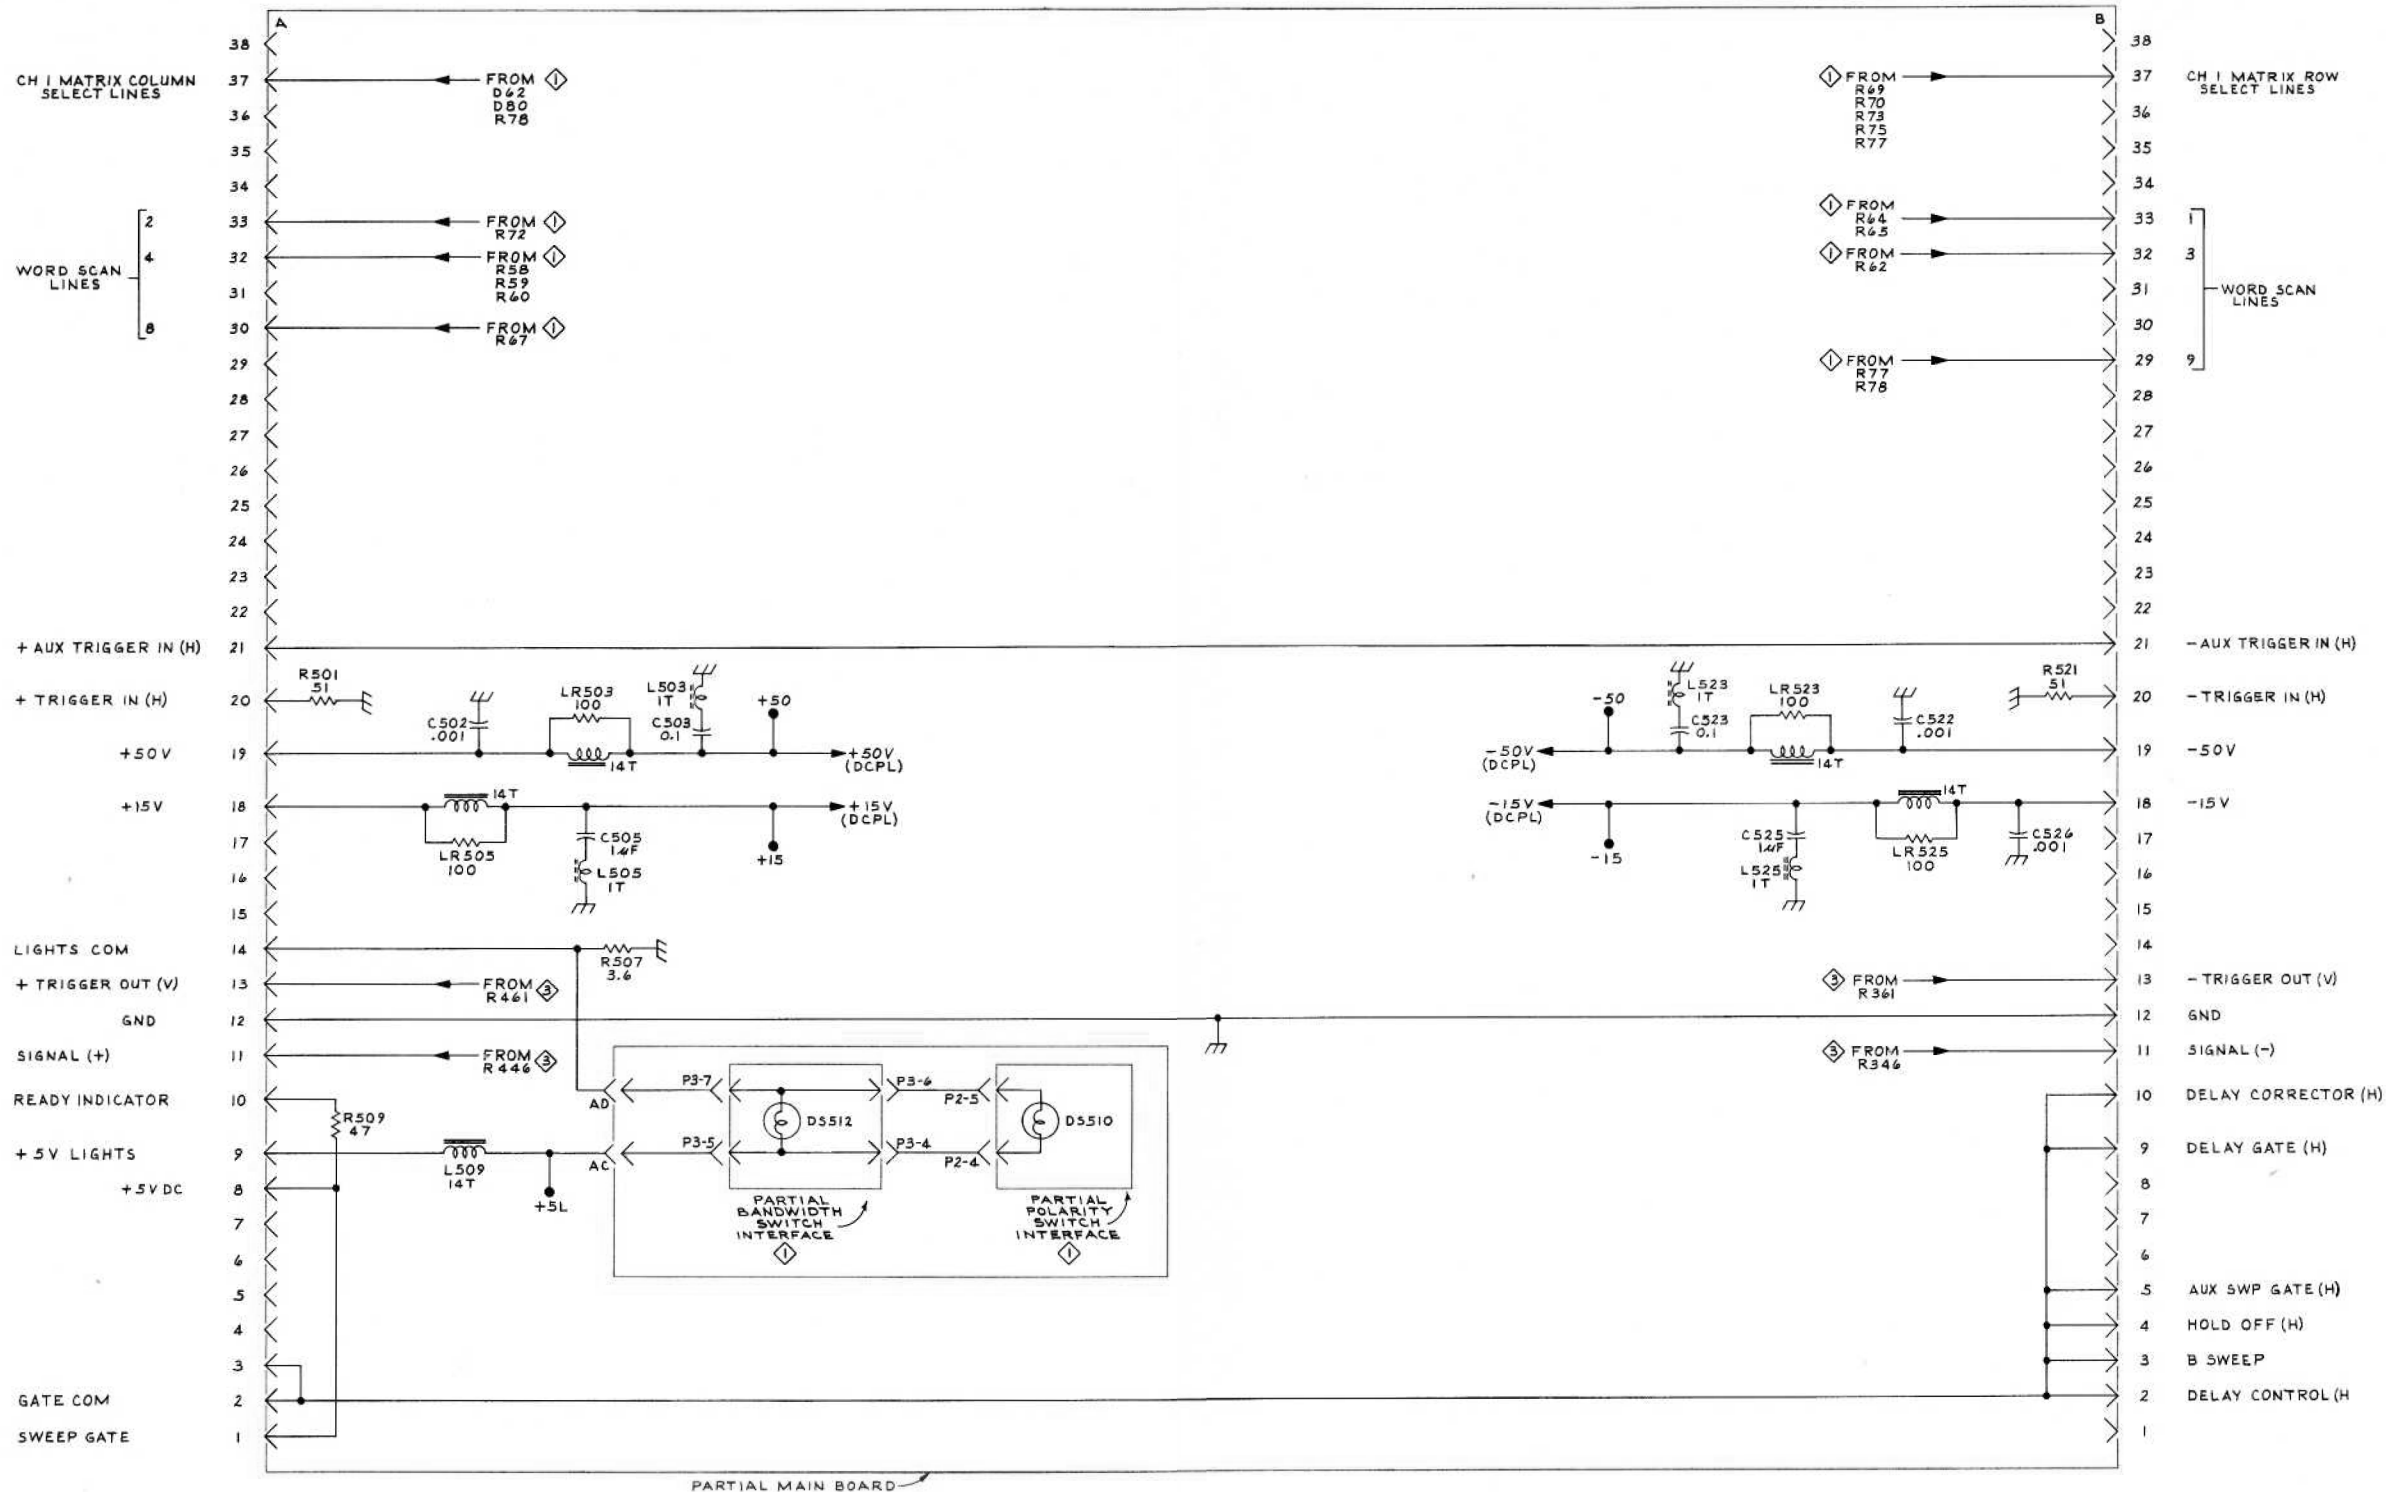 A
B
38
38
CH 1 MATRIX COLUMN
SELECT LINES
37
FROM 1
D62
D80
R78
1 FROM
R69
R70
R73
R75
R77
37
CH 1 MATRIX ROW
SELECT LINES
36
36
35
35
34
34
WORD SCAN
LINES
2
33
FROM 1
R72
1 FROM
R64
R65
33
1
4
32
FROM 1
R58
R59
R60
1 FROM
R62
32
3
31
31
WORD SCAN
LINES
8
30
FROM 1
R67
30
29
1 FROM
R77
R78
29
9
28
28
27
27
26
26
25
25
24
24
23
23
22
22
+ AUX TRIGGER IN (H)
21
21
- AUX TRIGGER IN (H)
+ TRIGGER IN (H)
20
R501
51
R521
51
20
- TRIGGER IN (H)
C502
.001
LR503
100
L503
1T
C503
0.1
+50
-50
L523
1T
C523
0.1
LR523
100
C522
.001
+50V
19
14T
+50V
(DCPL)
-50V
(DCPL)
14T
19
-50V
+15V
18
14T
+15V
(DCPL)
-15V
(DCPL)
14T
18
-15V
17
LR505
100
C505
1µF
L505
1T
+15
-15
C525
1µF
L525
1T
LR525
100
C526
.001
17
16
16
15
15
LIGHTS COM
14
R507
3.6
14
+ TRIGGER OUT (V)
13
FROM 3
R461
3 FROM
R361
13
- TRIGGER OUT (V)
GND
12
12
GND
SIGNAL (+)
11
FROM 3
R446
3 FROM
R346
11
SIGNAL (-)
READY INDICATOR
10
R509
47
AD
P3-7
DS512
P3-6
P2-5
DS510
10
DELAY CORRECTOR (H)
+5V LIGHTS
9
L509
14T
AC
P3-5
P3-4
P2-4
9
DELAY GATE (H)
+5V DC
8
+5L
PARTIAL
BANDWIDTH
SWITCH
INTERFACE
1
PARTIAL
POLARITY
SWITCH
INTERFACE
1
8
7
7
6
6
5
5
AUX SWP GATE (H)
4
4
HOLD OFF (H)
3
3
B SWEEP
GATE COM
2
2
DELAY CONTROL (H
SWEEP GATE
1
1
PARTIAL MAIN BOARD